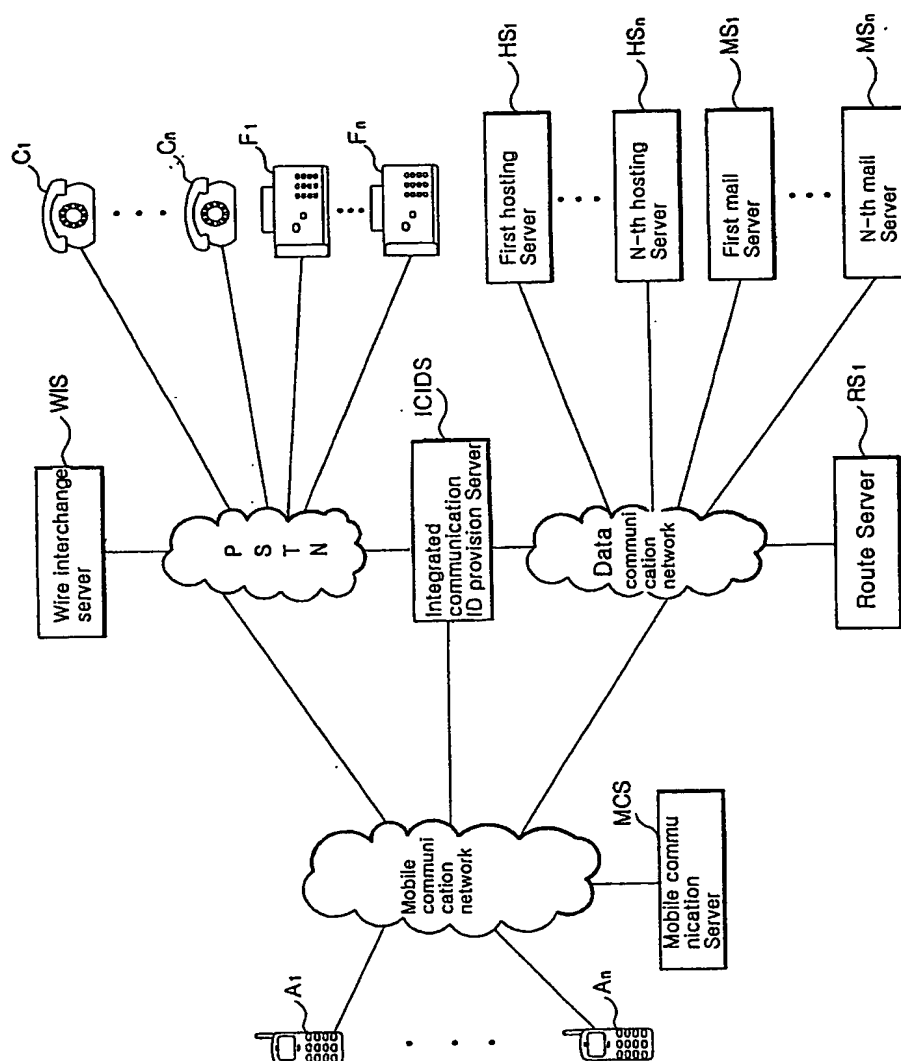 C1
Cn
F1
Fn
HS1
First hosting
Server
HSn
N-th hosting
Server
MS1
First mail
Server
MSn
N-th mail
Server
WIS
Wire interchange
server
P
S
T
N
ICIDS
Integrated
communication
ID provision Server
Data
communi
cation
network
RS1
Route Server
Mobile
communi
cation
network
MCS
Mobile commu
nication
Server
A1
An